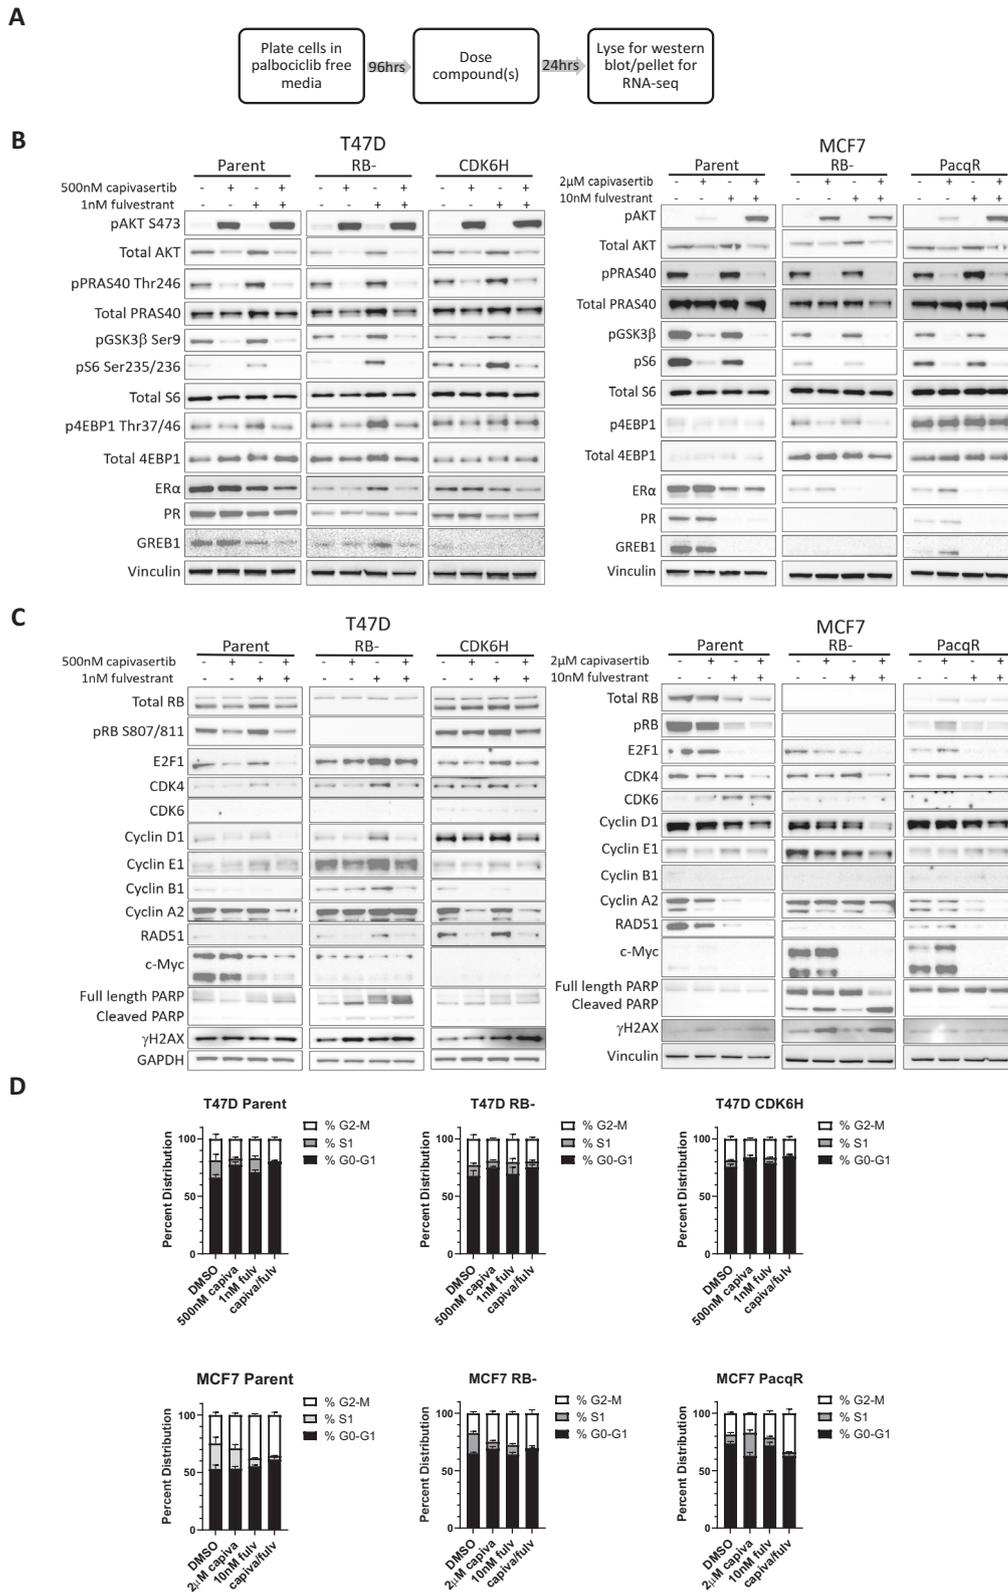 A
Plate cells in
palbociclib free
media
96hrs
Dose
compound(s)
24hrs
Lyse for western
blot/pellet for
RNA-seq
B
T47D
Parent RB- CDK6H
500nM capivasertib - + - + - + - + - + - +
1nM fulvestrant - - + + - - + + - - + +
pAKT S473
Total AKT
pPRAS40 Thr246
Total PRAS40
pGSK3β Ser9
pS6 Ser235/236
Total S6
p4EBP1 Thr37/46
Total 4EBP1
ERα
PR
GREB1
Vinculin
MCF7
Parent RB- PacqR
2µM capivasertib - + - + - + - + - + - +
10nM fulvestrant - - + + - - + + - - + +
pAKT
Total AKT
pPRAS40
Total PRAS40
pGSK3β
pS6
Total S6
p4EBP1
Total 4EBP1
ERα
PR
GREB1
Vinculin
C
T47D
Parent RB- CDK6H
500nM capivasertib - + - + - + - + - + - +
1nM fulvestrant - - + + - - + + - - + +
Total RB
pRB S807/811
E2F1
CDK4
CDK6
Cyclin D1
Cyclin E1
Cyclin B1
Cyclin A2
RAD51
c-Myc
Full length PARP
Cleaved PARP
γH2AX
GAPDH
MCF7
Parent RB- PacqR
2µM capivasertib - + - + - + - + - + - +
10nM fulvestrant - - + + - - + + - - + +
Total RB
pRB
E2F1
CDK4
CDK6
Cyclin D1
Cyclin E1
Cyclin B1
Cyclin A2
RAD51
c-Myc
Full length PARP
Cleaved PARP
γH2AX
Vinculin
D
T47D Parent
Percent Distribution
100
50
0
DMSO
500nM capiva
1nM fulv
capiva/fulv
% G2-M
% S1
% G0-G1
T47D RB-
Percent Distribution
100
50
0
DMSO
500nM capiva
1nM fulv
capiva/fulv
% G2-M
% S1
% G0-G1
T47D CDK6H
Percent Distribution
100
50
0
DMSO
500nM capiva
1nM fulv
capiva/fulv
% G2-M
% S1
% G0-G1
MCF7 Parent
Percent Distribution
100
50
0
DMSO
2µM capiva
10nM fulv
capiva/fulv
% G2-M
% S1
% G0-G1
MCF7 RB-
Percent Distribution
100
50
0
DMSO
2µM capiva
10nM fulv
capiva/fulv
% G2-M
% S1
% G0-G1
MCF7 PacqR
Percent Distribution
100
50
0
DMSO
2µM capiva
10nM fulv
capiva/fulv
% G2-M
% S1
% G0-G1